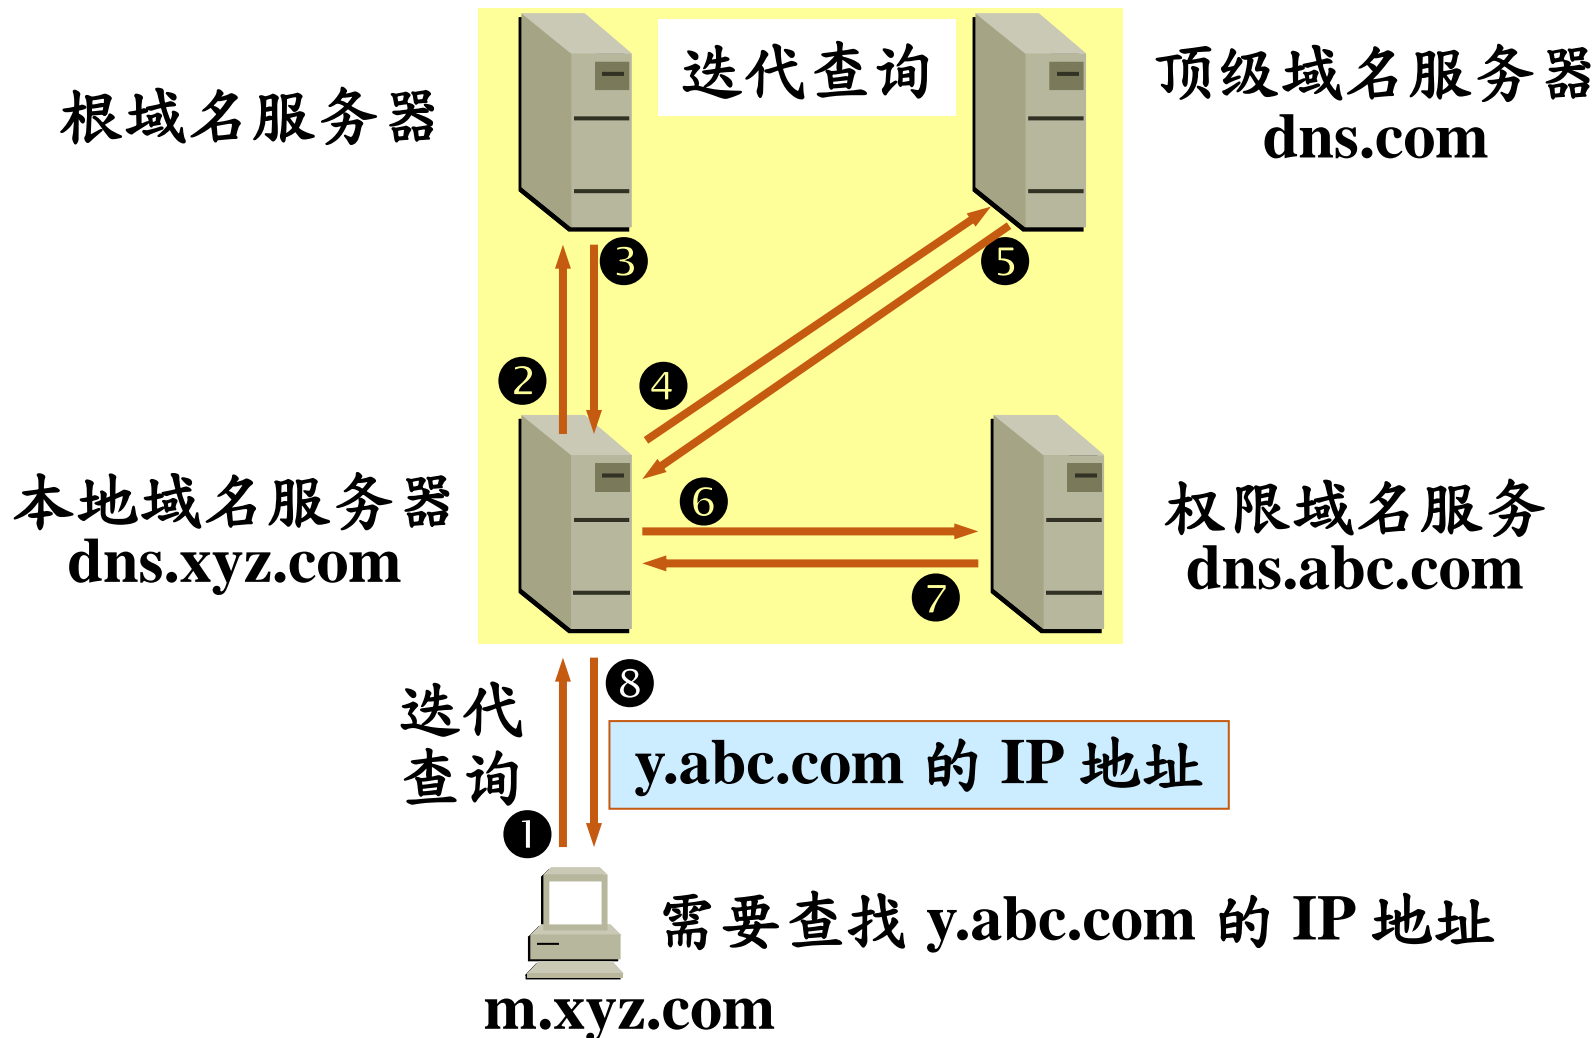 迭代查询
根域名服务器
顶级域名服务器
dns.com
3
5
2
4
本地域名服务器
dns.xyz.com
6
权限域名服务
dns.abc.com
7
8
迭代
查询
y.abc.com 的 IP 地址
1
需要查找 y.abc.com 的 IP 地址
m.xyz.com